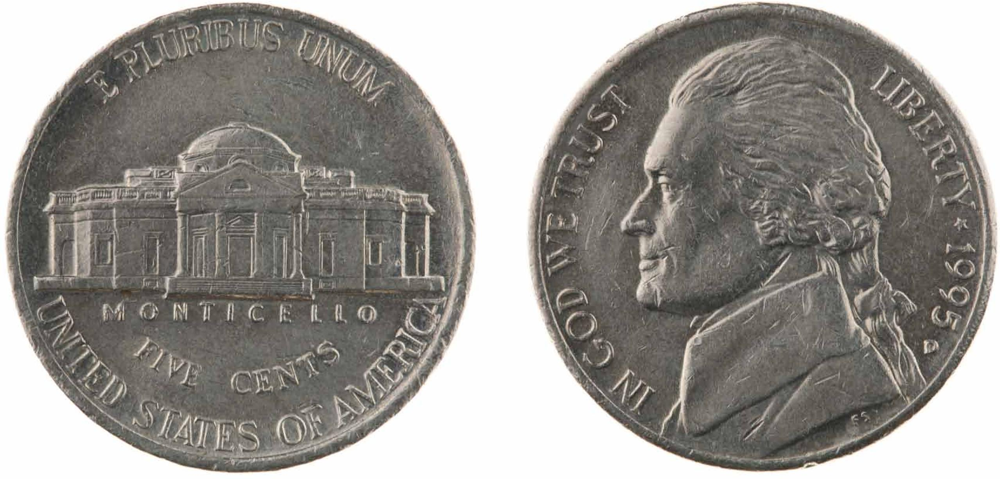 E PLURIBUS UNUM
MONTICELLO
FIVE CENTS
UNITED STATES OF AMERICA
IN GOD WE TRUST
LIBERTY * 1995
FS